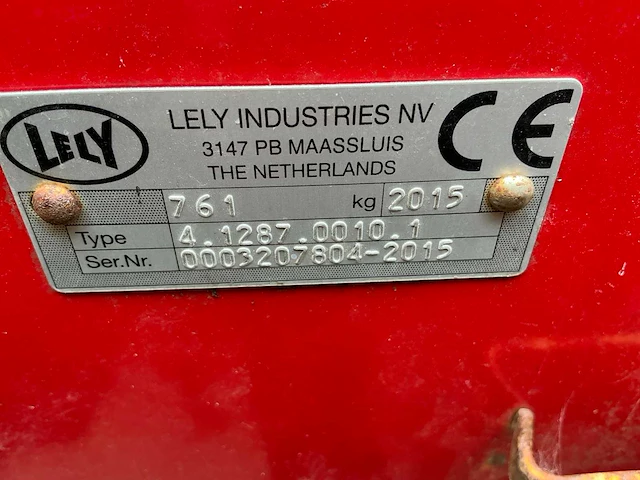 LELY
LELY INDUSTRIES NV
3147 PB MAASSLUIS
THE NETHERLANDS
CE
761 kg 2015
Type 4.1287.0010.1
Ser.Nr. 0003207804-2015